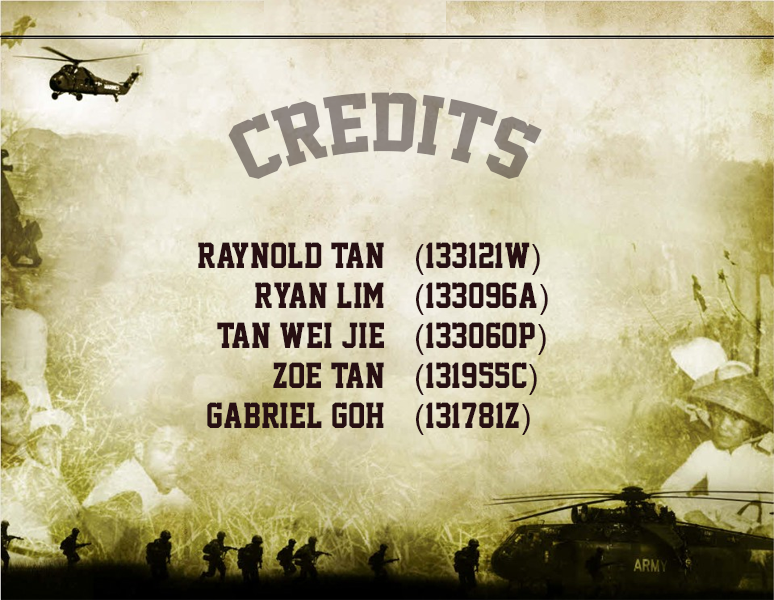 CREDITS
RAYNOLD TAN (133121W)
RYAN LIM (133096A)
TAN WEI JIE (133060P)
ZOE TAN (131955C)
GABRIEL GOH (131781Z)
ARMY